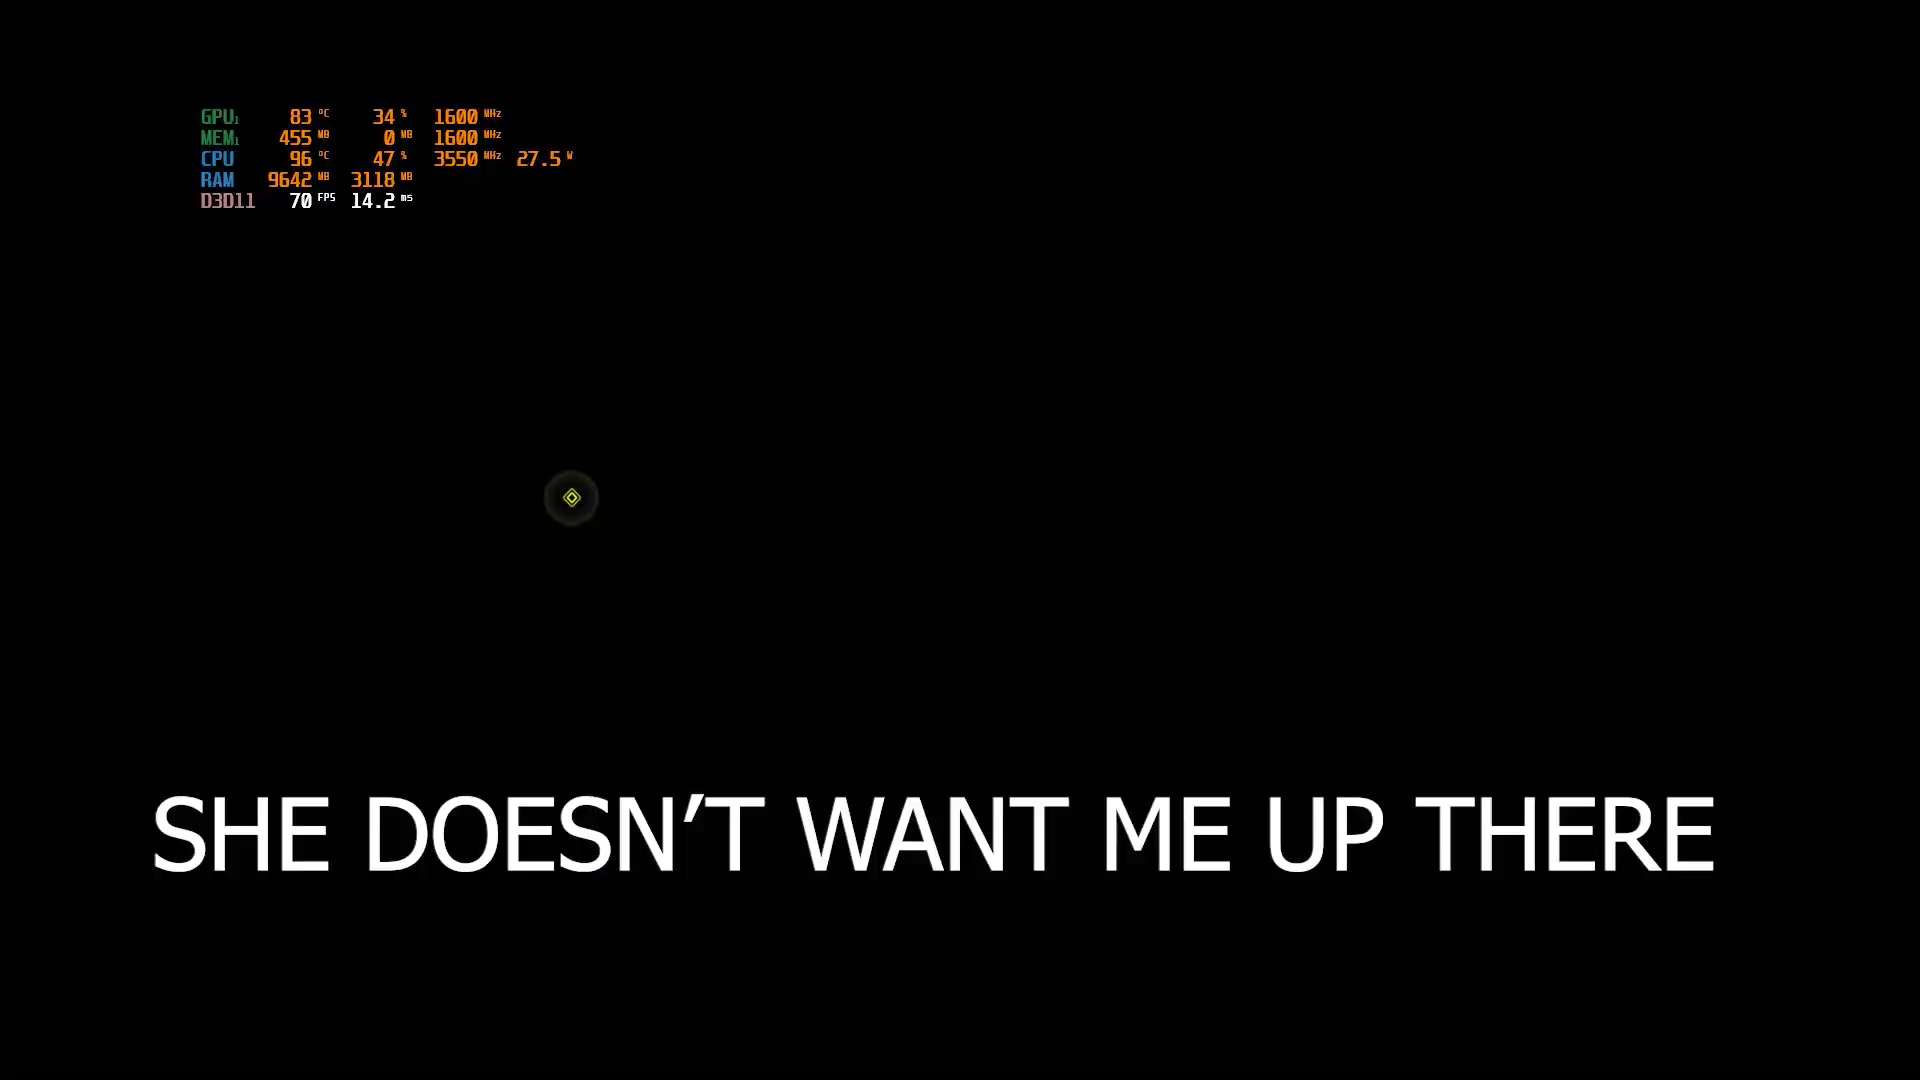 GPU1 83 °C 34 % 1600 MHz
MEM1 455 MB 0 MB 1600 MHz
CPU 96 °C 47 % 3550 MHz 27.5 W
RAM 9642 MB 3118 MB
D3D11 70 FPS 14.2 ms
SHE DOESN’T WANT ME UP THERE